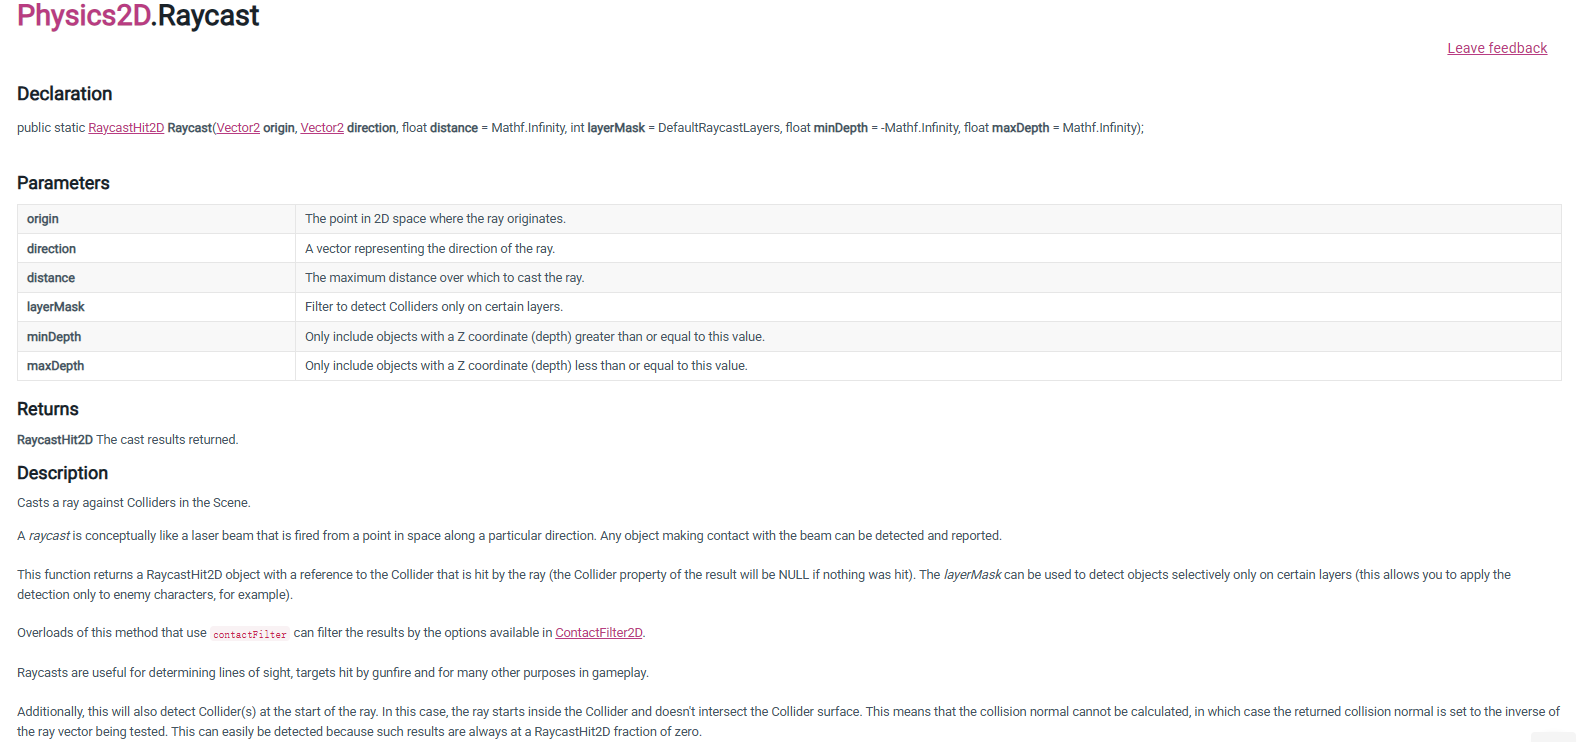 Physics2D.Raycast
Leave feedback
Declaration
public static RaycastHit2D Raycast(Vector2 origin, Vector2 direction, float distance = Mathf.Infinity, int layerMask = DefaultRaycastLayers, float minDepth = -Mathf.Infinity, float maxDepth = Mathf.Infinity);
Parameters
origin The point in 2D space where the ray originates.
direction A vector representing the direction of the ray.
distance The maximum distance over which to cast the ray.
layerMask Filter to detect Colliders only on certain layers.
minDepth Only include objects with a Z coordinate (depth) greater than or equal to this value.
maxDepth Only include objects with a Z coordinate (depth) less than or equal to this value.
Returns
RaycastHit2D The cast results returned.
Description
Casts a ray against Colliders in the Scene.
A raycast is conceptually like a laser beam that is fired from a point in space along a particular direction. Any object making contact with the beam can be detected and reported.
This function returns a RaycastHit2D object with a reference to the Collider that is hit by the ray (the Collider property of the result will be NULL if nothing was hit). The layerMask can be used to detect objects selectively only on certain layers (this allows you to apply the
detection only to enemy characters, for example).
Overloads of this method that use contactFilter can filter the results by the options available in ContactFilter2D.
Raycasts are useful for determining lines of sight, targets hit by gunfire and for many other purposes in gameplay.
Additionally, this will also detect Collider(s) at the start of the ray. In this case, the ray starts inside the Collider and doesn't intersect the Collider surface. This means that the collision normal cannot be calculated, in which case the returned collision normal is set to the inverse of
the ray vector being tested. This can easily be detected because such results are always at a RaycastHit2D fraction of zero.